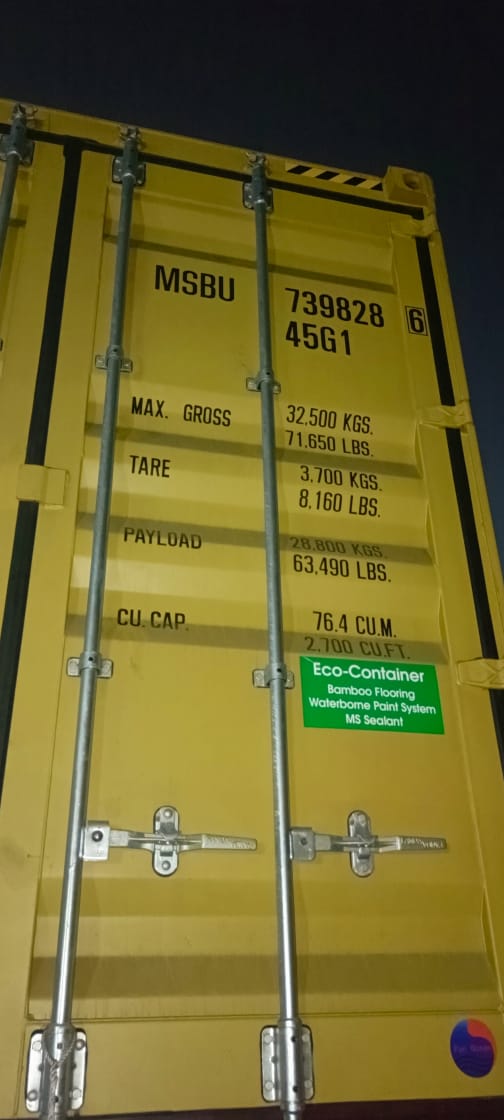 MSBU 739828 6
45G1
MAX. GROSS 32,500 KGS.
71,650 LBS.
TARE 3,700 KGS.
8,160 LBS.
PAYLOAD 28,800 KGS.
63,490 LBS.
CU. CAP. 76.4 CU.M.
2,700 CU.FT.
Eco-Container
Bamboo Flooring
Waterborne Paint System
MS Sealant